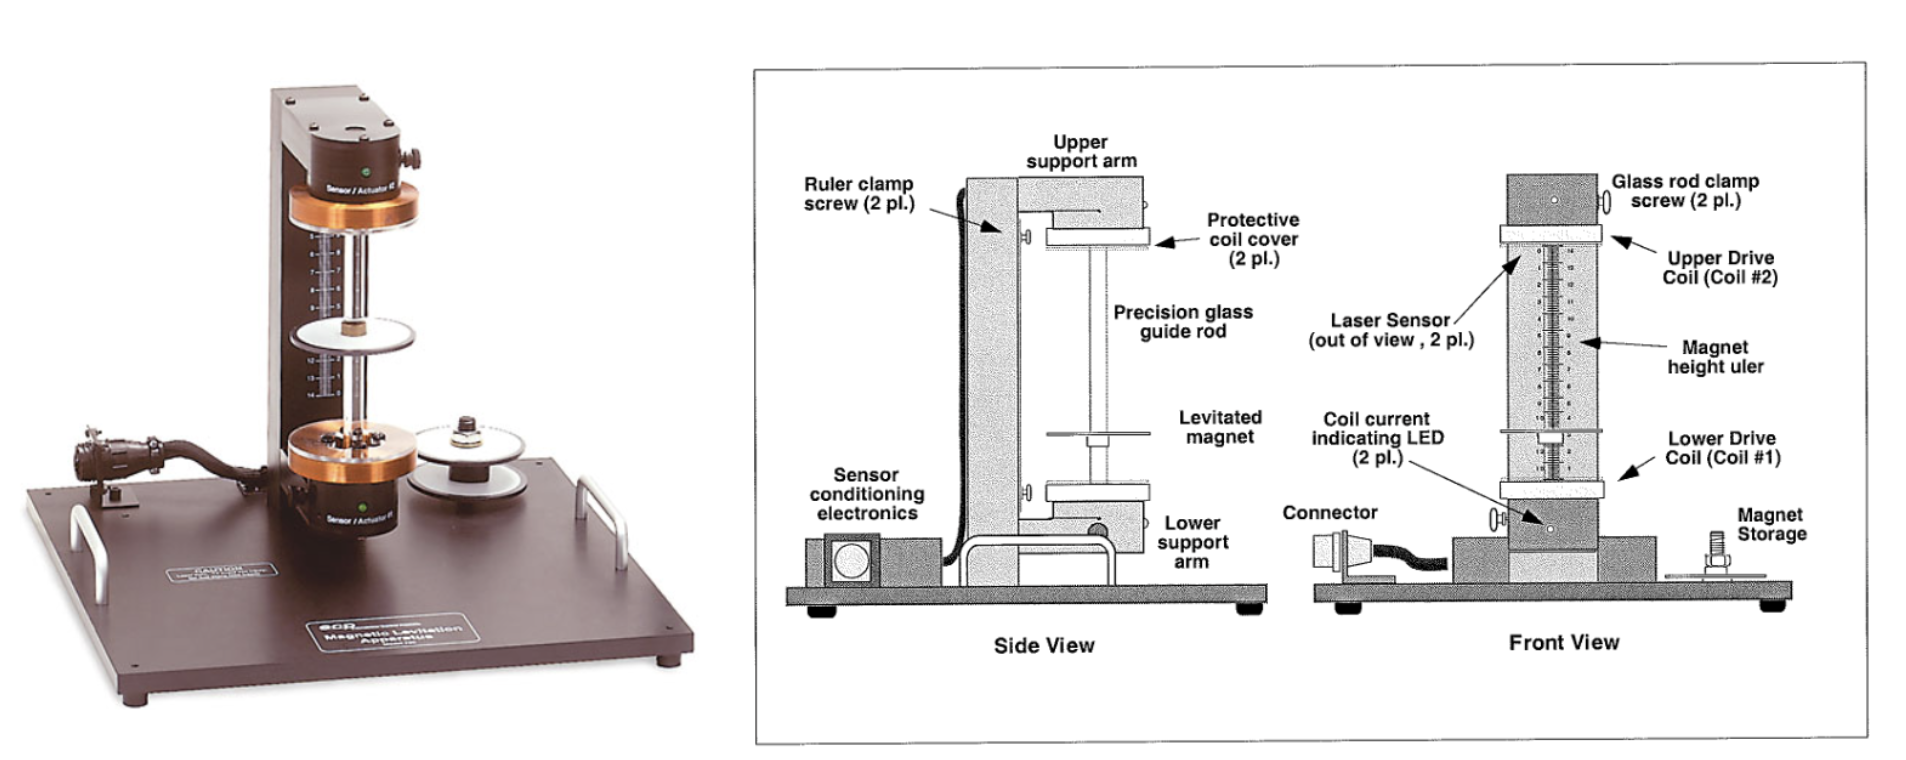 Sensor / Actuator #2
Sensor / Actuator #1
CAUTION
ecp
Magnetic Levitation
Apparatus
Upper
support arm
Ruler clamp
screw (2 pl.)
Protective
coil cover
(2 pl.)
Precision glass
guide rod
Levitated
magnet
Sensor
conditioning
electronics
Lower
support
arm
Side View
Glass rod clamp
screw (2 pl.)
Upper Drive
Coil (Coil #2)
Laser Sensor
(out of view , 2 pl.)
Magnet
height uler
Coil current
indicating LED
(2 pl.)
Lower Drive
Coil (Coil #1)
Connector
Magnet
Storage
Front View